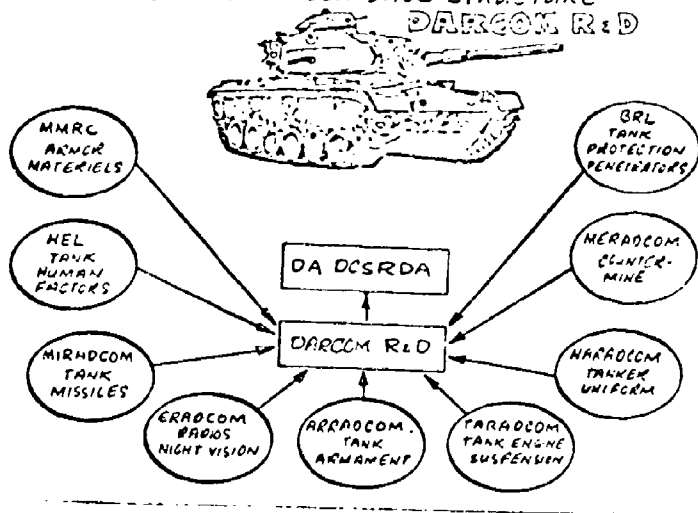 STRUCTURE
DARCOM R&D
MMRC
ARMOR
MATERIELS
BRL
TANK
PROTECTION
PENETRATORS
HEL
TANK
HUMAN
FACTORS
DA DCSRDA
MERADCOM
COUNTER-
MINE
MIRADCOM
TANK
MISSILES
DARCOM R&D
NARADCOM
TANKER
UNIFORM
ERADCOM
RADIOS
NIGHT VISION
ARRADCOM.
TANK
ARMAMENT
TARADCOM
TANK ENGINE
SUSPENSION